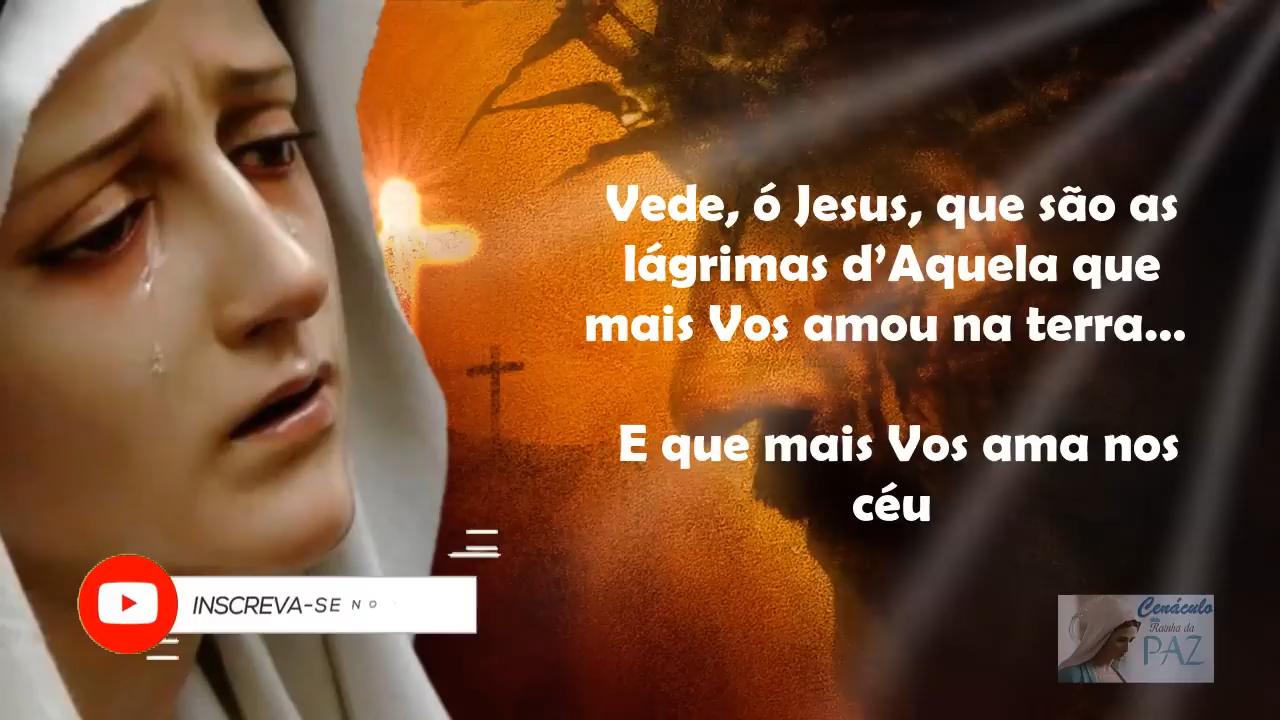 Vede, ó Jesus, que são as
lágrimas d’Aquela que
mais Vos amou na terra...
E que mais Vos ama nos
céu
INSCREVA-SE NO
Cenáculo
Rainha da
PAZ